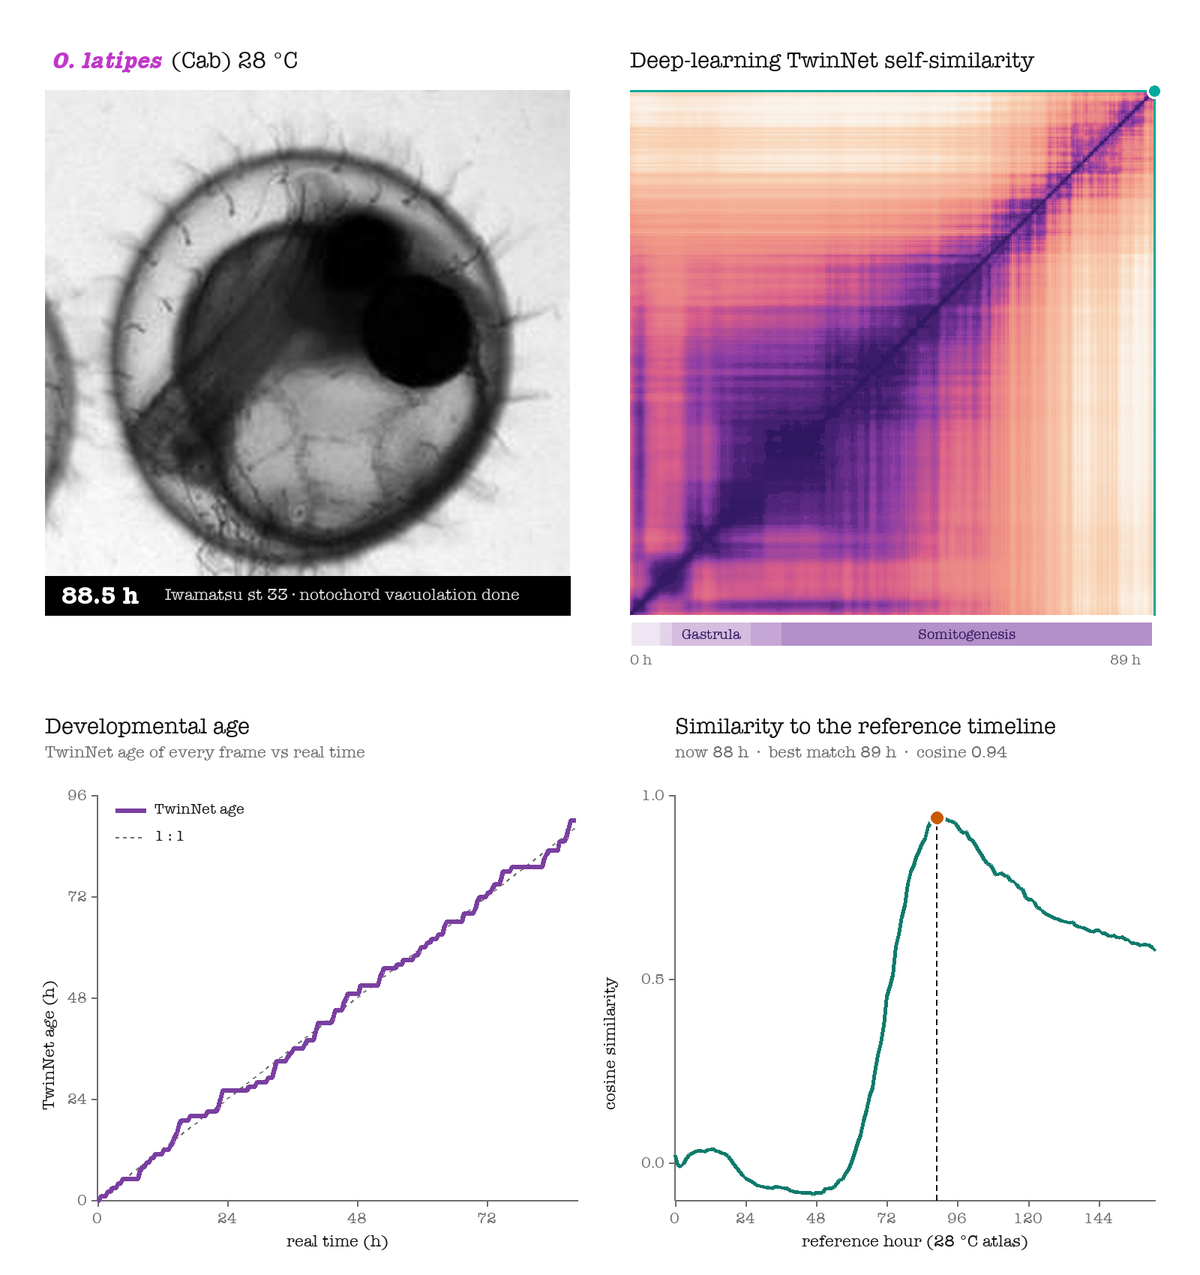 O. latipes (Cab) 28 °C
Deep-learning TwinNet self-similarity
88.5 h Iwamatsu st 33 · notochord vacuolation done
Gastrula Somitogenesis
0 h 89 h
Developmental age
TwinNet age of every frame vs real time
96
72
48
24
0
TwinNet age (h)
TwinNet age
1 : 1
0 24 48 72
real time (h)
Similarity to the reference timeline
now 88 h · best match 89 h · cosine 0.94
1.0
0.5
0.0
cosine similarity
0 24 48 72 96 120 144
reference hour (28 °C atlas)